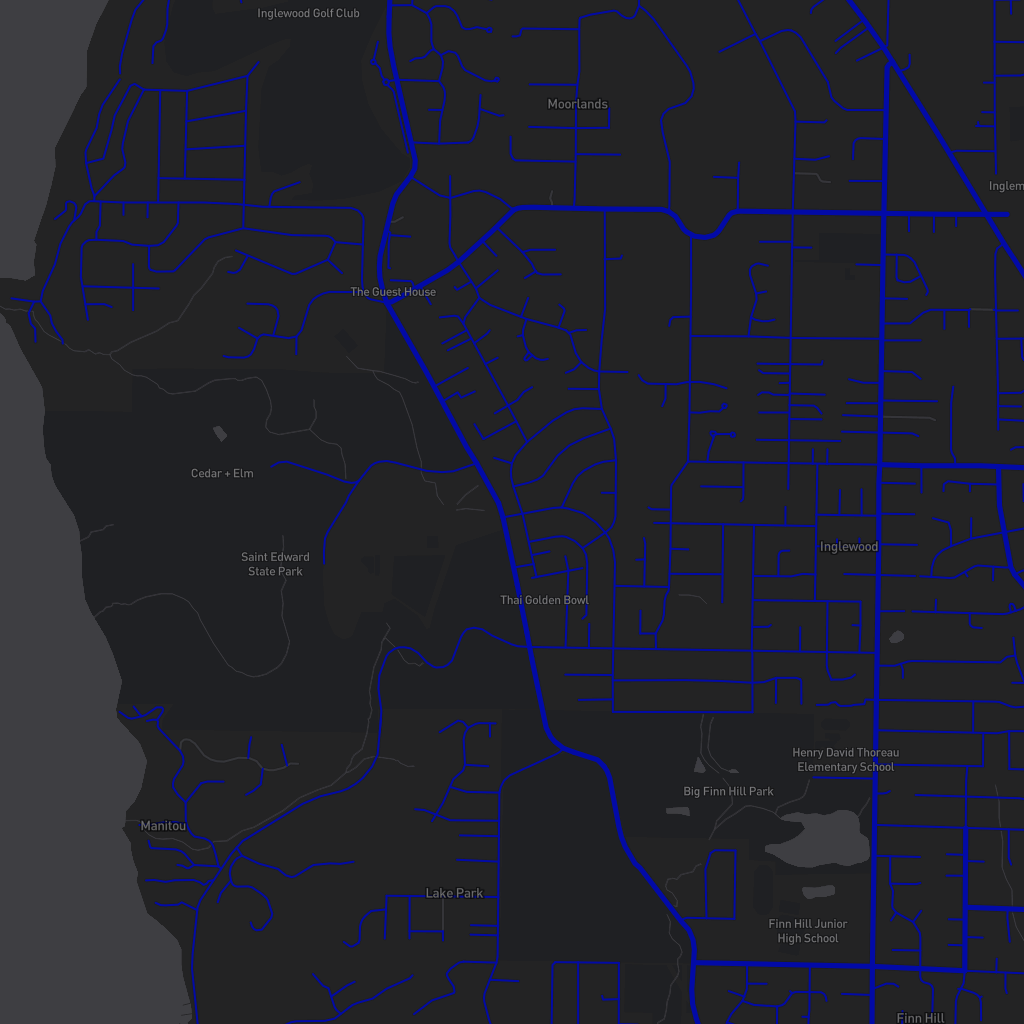 Inglewood Golf Club
Moorlands
Inglem
The Guest House
Cedar + Elm
Saint Edward
State Park
Inglewood
Thai Golden Bowl
Henry David Thoreau
Elementary School
Big Finn Hill Park
Manitou
Lake Park
Finn Hill Junior
High School
Finn Hill